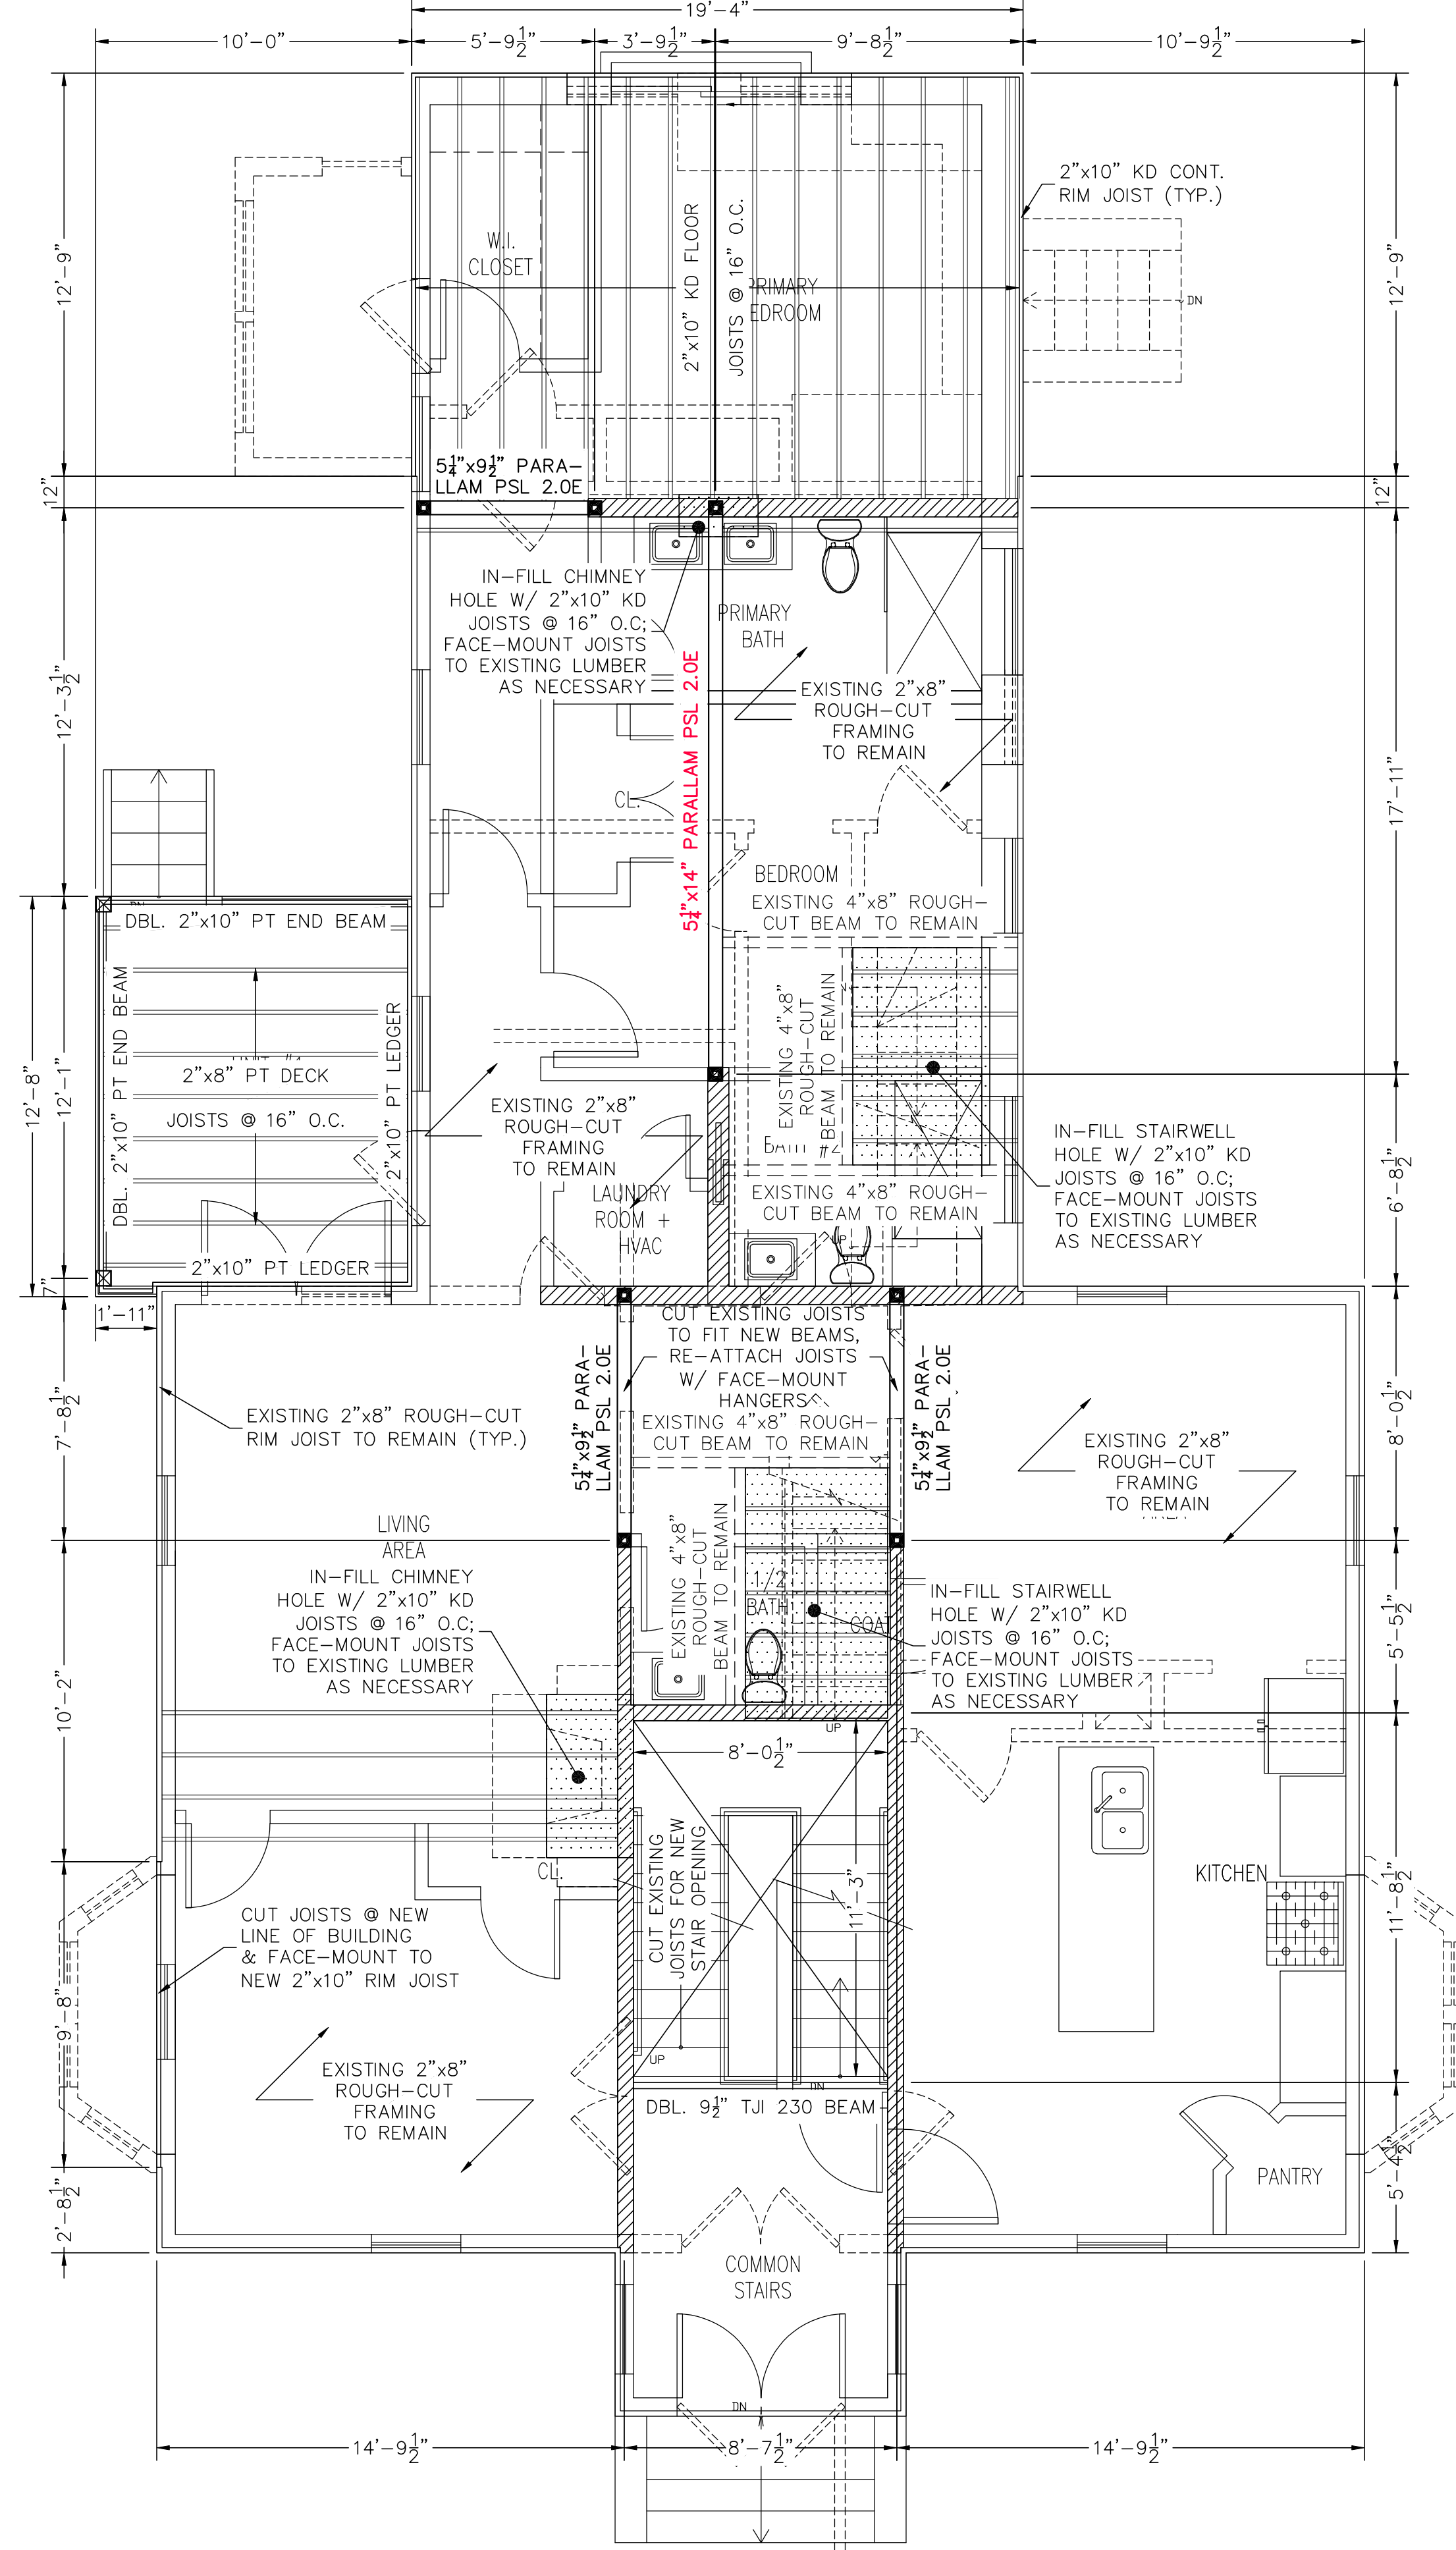 19'-4"
10'-0"
5'-9½"
3'-9½"
9'-8½"
10'-9½"
2"x10" KD CONT.
RIM JOIST (TYP.)
12'-9"
12'-9"
2"x10" KD FLOOR
JOISTS @ 16" O.C.
W.I.
CLOSET
PRIMARY
EDROOM
DN
5¼"x9½" PARA-
LLAM PSL 2.0E
12"
12"
IN-FILL CHIMNEY
HOLE W/ 2"x10" KD
JOISTS @ 16" O.C;
FACE-MOUNT JOISTS
TO EXISTING LUMBER
AS NECESSARY
PRIMARY
BATH
12'-3½"
17'-11"
5¼"x14" PARALLAM PSL 2.0E
EXISTING 2"x8"
ROUGH-CUT
FRAMING
TO REMAIN
CL.
BEDROOM
EXISTING 4"x8" ROUGH-
CUT BEAM TO REMAIN
DBL. 2"x10" PT END BEAM
DBL. 2"x10" PT END BEAM
2"x10" PT LEDGER
2"x8" PT DECK
JOISTS @ 16" O.C.
2"x10" PT LEDGER
12'-8"
12'-1"
7"
1'-11"
EXISTING 4"x8"
ROUGH-CUT
BEAM TO REMAIN
EXISTING 2"x8"
ROUGH-CUT
FRAMING
TO REMAIN
BATH #2
IN-FILL STAIRWELL
HOLE W/ 2"x10" KD
JOISTS @ 16" O.C;
FACE-MOUNT JOISTS
TO EXISTING LUMBER
AS NECESSARY
6'-8½"
EXISTING 4"x8" ROUGH-
CUT BEAM TO REMAIN
LAUNDRY
ROOM +
HVAC
UP
CUT EXISTING JOISTS
TO FIT NEW BEAMS,
RE-ATTACH JOISTS
W/ FACE-MOUNT
HANGERS
5¼"x9½" PARA-
LLAM PSL 2.0E
5¼"x9½" PARA-
LLAM PSL 2.0E
EXISTING 4"x8" ROUGH-
CUT BEAM TO REMAIN
7'-8½"
8'-0½"
EXISTING 2"x8" ROUGH-CUT
RIM JOIST TO REMAIN (TYP.)
EXISTING 2"x8"
ROUGH-CUT
FRAMING
TO REMAIN
LIVING
AREA
IN-FILL CHIMNEY
HOLE W/ 2"x10" KD
JOISTS @ 16" O.C;
FACE-MOUNT JOISTS
TO EXISTING LUMBER
AS NECESSARY
EXISTING 4"x8"
ROUGH-CUT
BEAM TO REMAIN
1/2
BATH
COAT
IN-FILL STAIRWELL
HOLE W/ 2"x10" KD
JOISTS @ 16" O.C;
FACE-MOUNT JOISTS
TO EXISTING LUMBER
AS NECESSARY
5'-5½"
10'-2"
UP
8'-0½"
11'-3"
CUT EXISTING
JOISTS FOR NEW
STAIR OPENING
CL.
KITCHEN
11'-8½"
CUT JOISTS @ NEW
LINE OF BUILDING
& FACE-MOUNT TO
NEW 2"x10" RIM JOIST
9'-8"
UP
DN
DBL. 9½" TJI 230 BEAM
EXISTING 2"x8"
ROUGH-CUT
FRAMING
TO REMAIN
PANTRY
2'-8½"
5'-4½"
COMMON
STAIRS
DN
14'-9½"
8'-7½"
14'-9½"